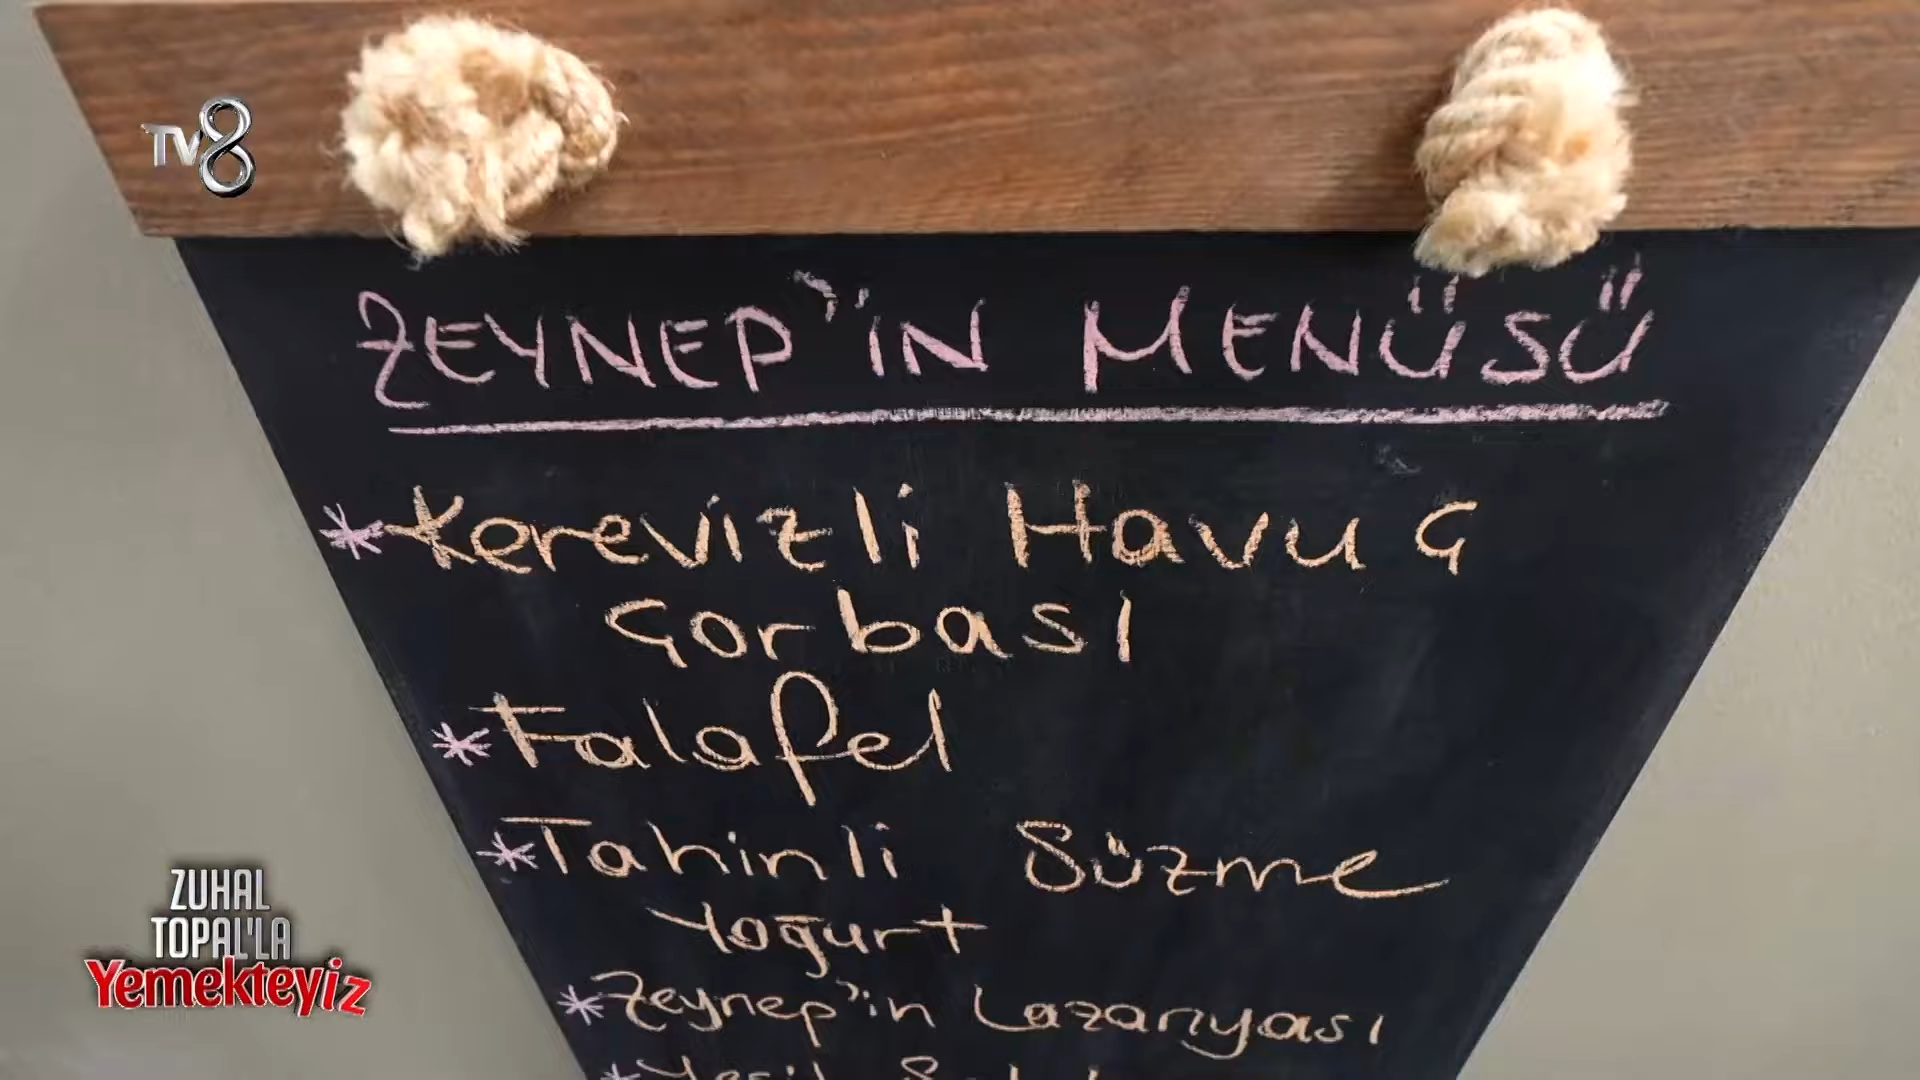 TV8
ZEYNEP'İN MENÜSÜ
*Kerevizli Havuç
çorbası
*Falafel
*Tahinli Süzme
Yoğurt
*Zeynep'in Lazanyası
ZUHAL
TOPAL'LA
Yemekteyiz